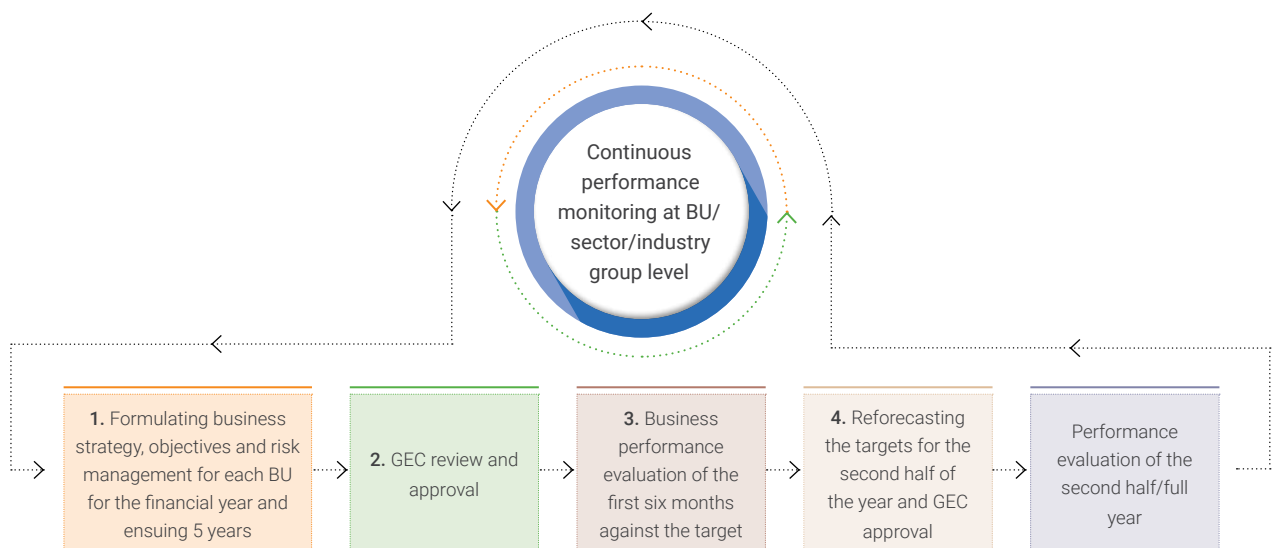 Continuous
performance
monitoring at BU/
sector/industry
group level
1. Formulating business
strategy, objectives and risk
management for each BU
for the financial year and
ensuing 5 years
2. GEC review and
approval
3. Business
performance
evaluation of the
first six months
against the target
4. Reforecasting
the targets for the
second half of
the year and GEC
approval
Performance
evaluation of the
second half/full
year